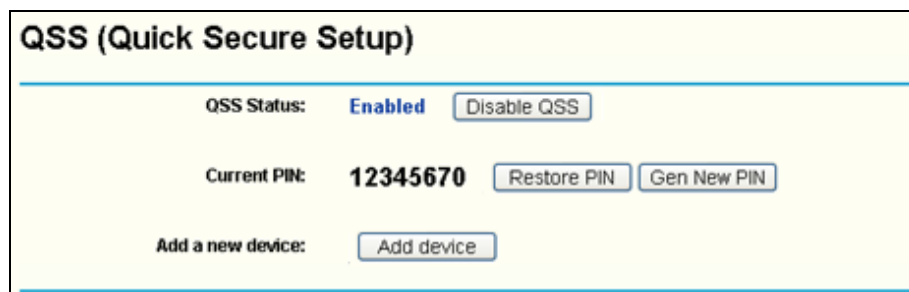 QSS (Quick Secure Setup)
QSS Status: Enabled Disable QSS
Current PIN: 12345670 Restore PIN Gen New PIN
Add a new device: Add device